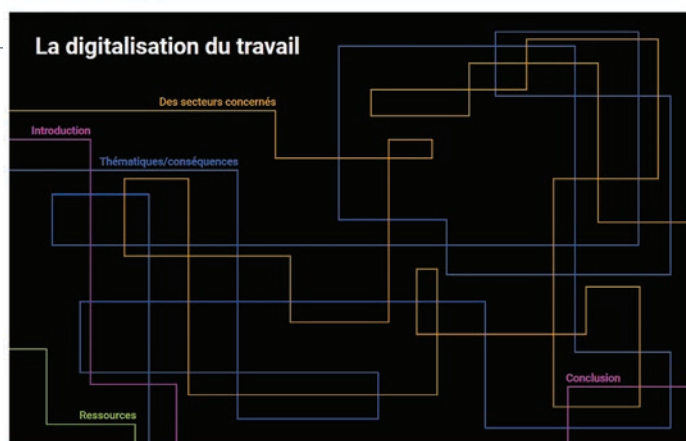 La digitalisation du travail
Des secteurs concernés
Introduction
Thématiques/conséquences
Conclusion
Ressources